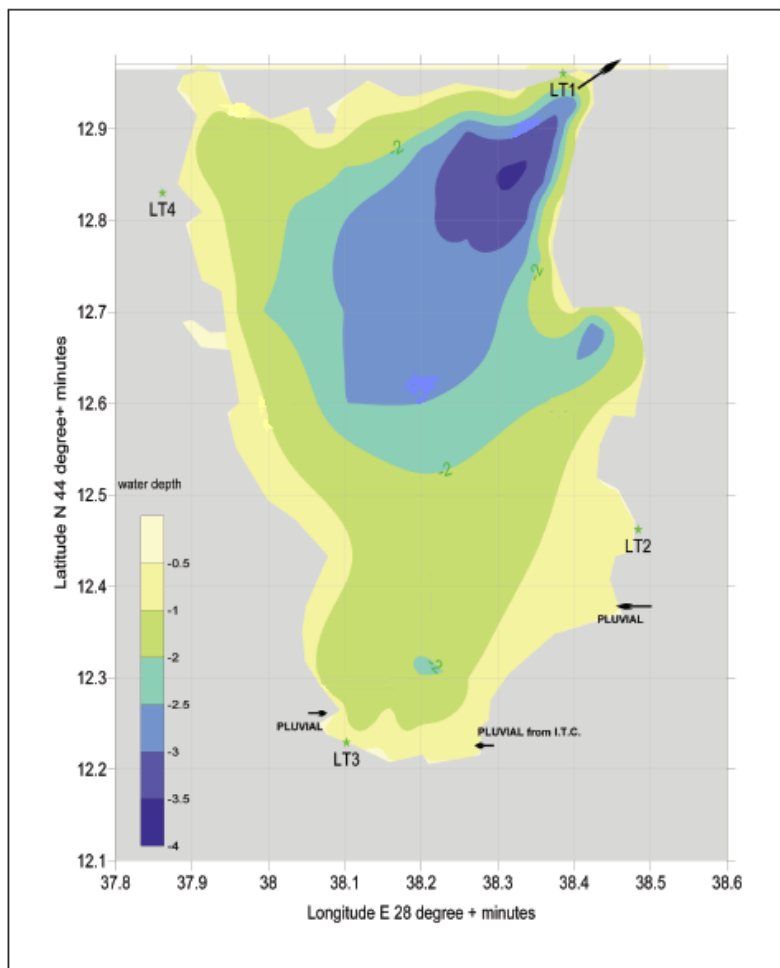 LT1
12.9
-2
12.8
LT4
-2
12.7
12.6
Latitude N 44 degree+ minutes
-2
water depth
12.5
LT2
-0.5
12.4
-1
PLUVIAL
-2
-2
12.3
-2.5
PLUVIAL
PLUVIAL from I.T.C.
-3
LT3
12.2
-3.5
-4
12.1
37.8 37.9 38 38.1 38.2 38.3 38.4 38.5 38.6
Longitude E 28 degree + minutes